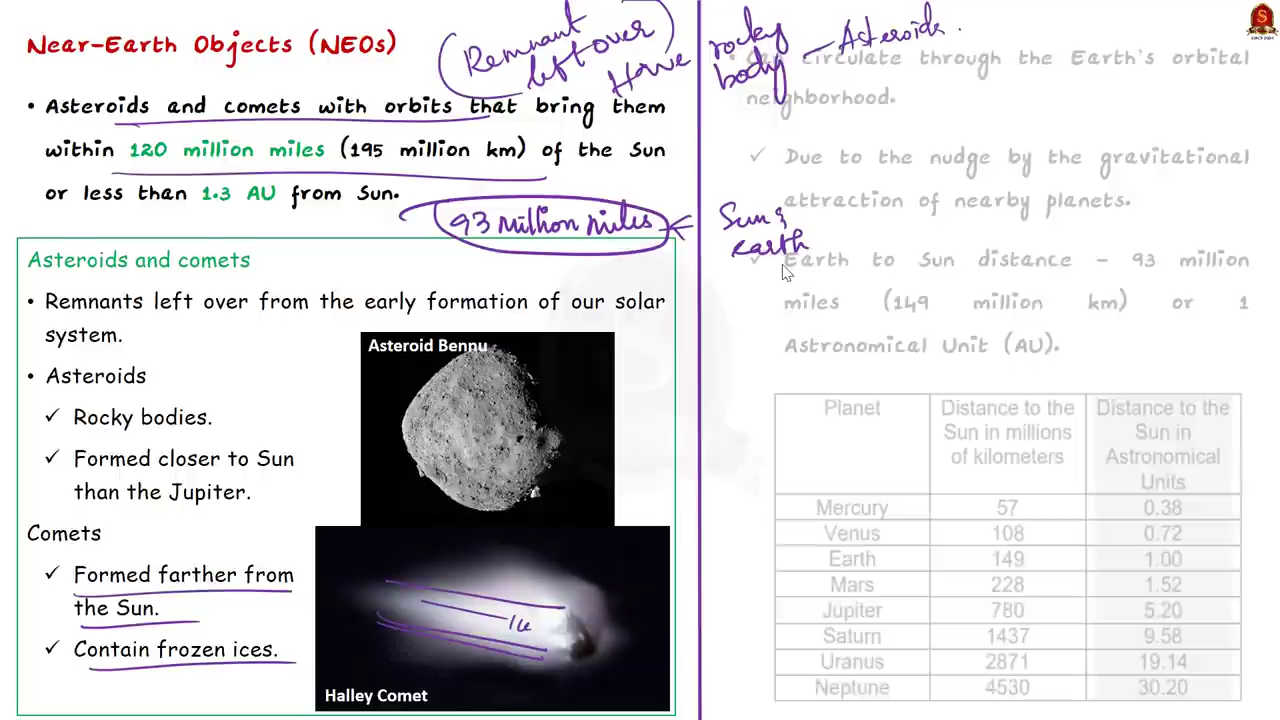 Near-Earth Objects (NEOs)
(Remnant
left over)
rocky
body - Asteroids.
• Asteroids and comets with orbits that bring them
within 120 million miles (195 million km) of the Sun
or less than 1.3 AU from Sun.
93 million miles
Sun &
earth
Asteroids and comets
• Remnants left over from the early formation of our solar
system.
• Asteroids
✓ Rocky bodies.
✓ Formed closer to Sun
than the Jupiter.
Comets
✓ Formed farther from
the Sun.
✓ Contain frozen ices.
Asteroid Bennu
Halley Comet
circulate through the Earth's orbital
neighborhood.
✓ Due to the nudge by the gravitational
attraction of nearby planets.
✓ Earth to Sun distance – 93 million
miles (149 million km) or 1
Astronomical Unit (AU).
Planet Distance to the Sun in millions of kilometers Distance to the Sun in Astronomical Units
Mercury 57 0.38
Venus 108 0.72
Earth 149 1.00
Mars 228 1.52
Jupiter 780 5.20
Saturn 1437 9.58
Uranus 2871 19.14
Neptune 4530 30.20